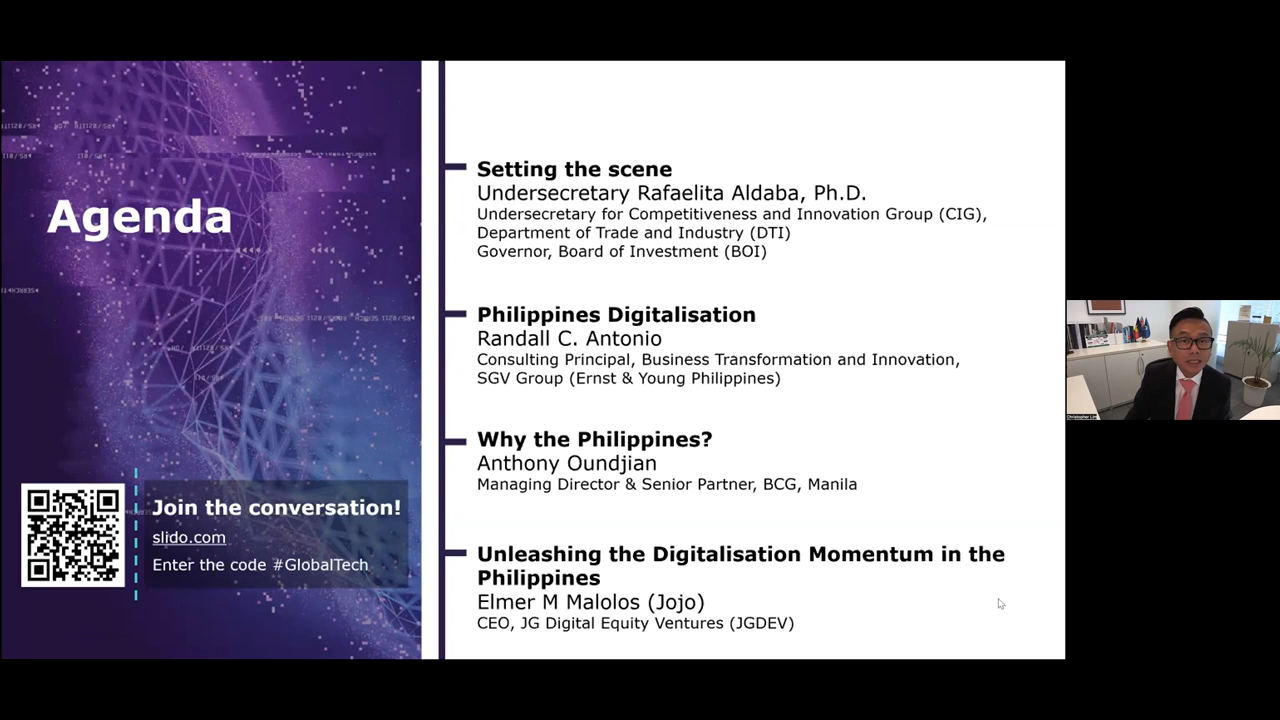 Agenda
Join the conversation!
slido.com
Enter the code #GlobalTech
Setting the scene
Undersecretary Rafaelita Aldaba, Ph.D.
Undersecretary for Competitiveness and Innovation Group (CIG),
Department of Trade and Industry (DTI)
Governor, Board of Investment (BOI)
Philippines Digitalisation
Randall C. Antonio
Consulting Principal, Business Transformation and Innovation,
SGV Group (Ernst & Young Philippines)
Why the Philippines?
Anthony Oundjian
Managing Director & Senior Partner, BCG, Manila
Unleashing the Digitalisation Momentum in the
Philippines
Elmer M Malolos (Jojo)
CEO, JG Digital Equity Ventures (JGDEV)
Christopher Lim